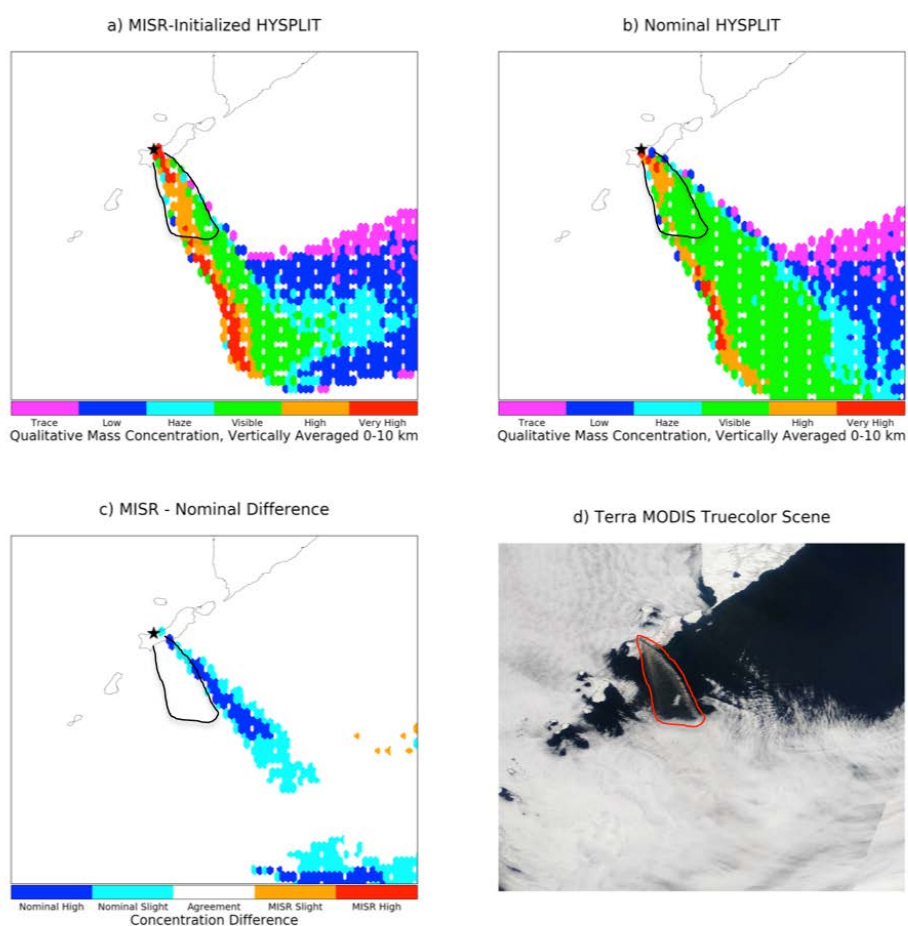 a) MISR-Initialized HYSPLIT
b) Nominal HYSPLIT
Trace Low Haze Visible High Very High
Qualitative Mass Concentration, Vertically Averaged 0-10 km
Trace Low Haze Visible High Very High
Qualitative Mass Concentration, Vertically Averaged 0-10 km
c) MISR - Nominal Difference
d) Terra MODIS Truecolor Scene
Nominal High Nominal Slight Agreement MISR Slight MISR High
Concentration Difference